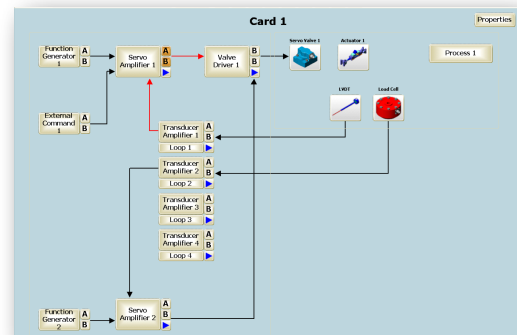 Card 1
Properties
Function
Generator
1
A
B
Servo
Amplifier 1
A
B
Valve
Driver 1
B
B
Servo Valve 1
Actuator 1
Process 1
External
Command
1
A
B
LVDT
Load Cell
Transducer
Amplifier 1
A
B
Loop 1
Transducer
Amplifier 2
A
B
Loop 2
Transducer
Amplifier 3
A
B
Loop 3
Transducer
Amplifier 4
A
B
Loop 4
Function
Generator
2
A
B
Servo
Amplifier 2
A
B